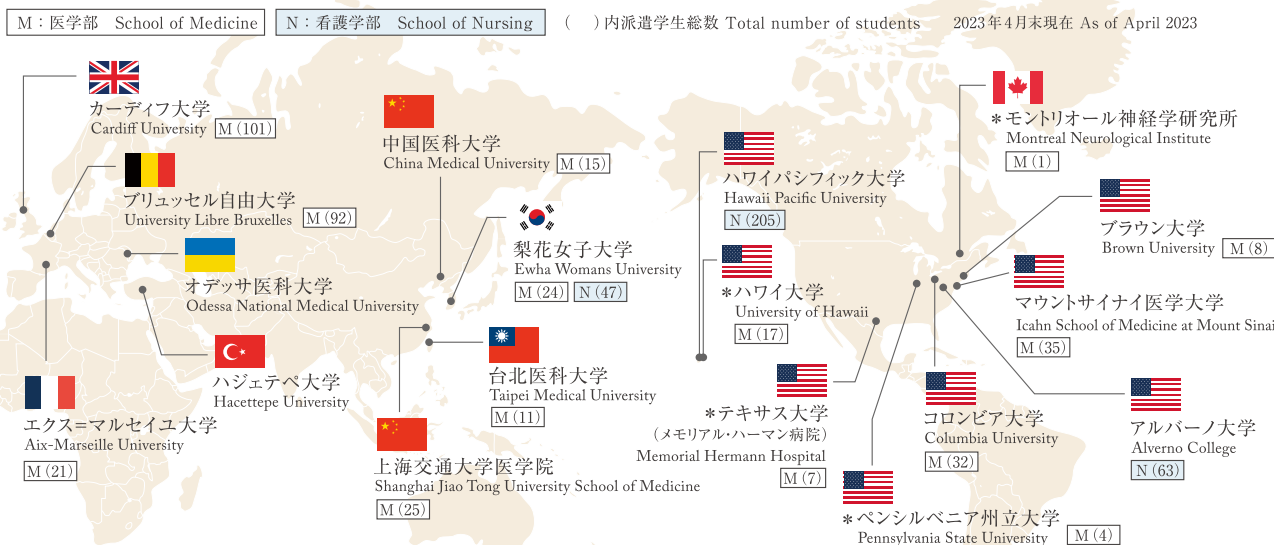 M：医学部　School of Medicine
N：看護学部　School of Nursing
(　)内派遣学生総数 Total number of students
2023年4月末現在 As of April 2023
カーディフ大学
Cardiff University M（101）
ブリュッセル自由大学
University Libre Bruxelles M（92）
オデッサ医科大学
Odessa National Medical University
ハジェテペ大学
Hacettepe University
エクス＝マルセイユ大学
Aix-Marseille University
M（21）
中国医科大学
China Medical University M（15）
梨花女子大学
Ewha Womans University
M（24） N（47）
台北医科大学
Taipei Medical University
M（11）
上海交通大学医学院
Shanghai Jiao Tong University School of Medicine
M（25）
ハワイパシフィック大学
Hawaii Pacific University
N（205）
＊ハワイ大学
University of Hawaii
M（17）
＊テキサス大学
（メモリアル・ハーマン病院）
Memorial Hermann Hospital
M（7）
＊ペンシルベニア州立大学
Pennsylvania State University M（4）
＊モントリオール神経学研究所
Montreal Neurological Institute
M（1）
ブラウン大学
Brown University M（8）
マウントサイナイ医学大学
Icahn School of Medicine at Mount Sinai
M（35）
コロンビア大学
Columbia University
M（32）
アルバーノ大学
Alverno College
N（63）